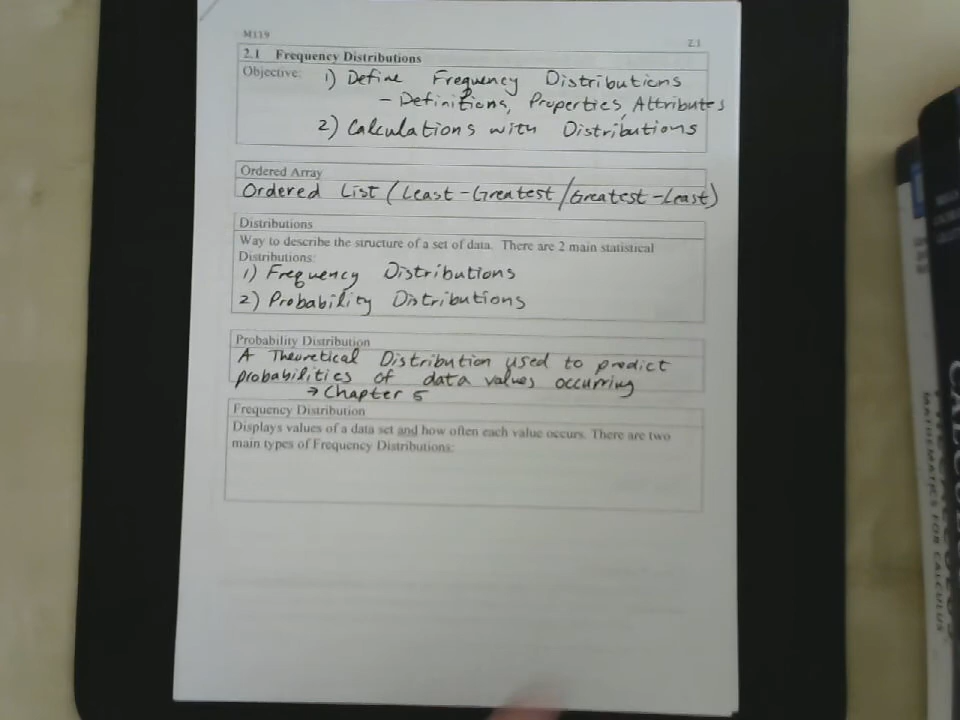 M119
2.1
2.1 Frequency Distributions
Objective: 1) Define Frequency Distributions
- Definitions, Properties, Attributes
2) Calculations with Distributions
Ordered Array
Ordered List (Least-Greatest/Greatest-Least)
Distributions
Way to describe the structure of a set of data. There are 2 main statistical
Distributions:
1) Frequency Distributions
2) Probability Distributions
Probability Distribution
A Theoretical Distribution used to predict
probabilities of data values occurring
→ Chapter 5
Frequency Distribution
Displays values of a data set and how often each value occurs. There are two
main types of Frequency Distributions:
MATHEMATICS FOR CALCULUS